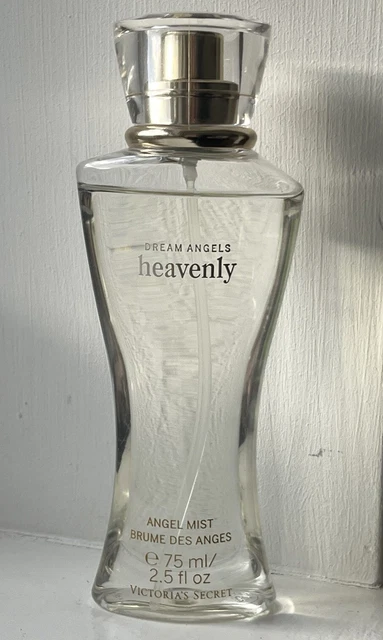 DREAM ANGELS
heavenly
ANGEL MIST
BRUME DES ANGES
℮ 75 ml/
2.5 fl oz
VICTORIA'S SECRET